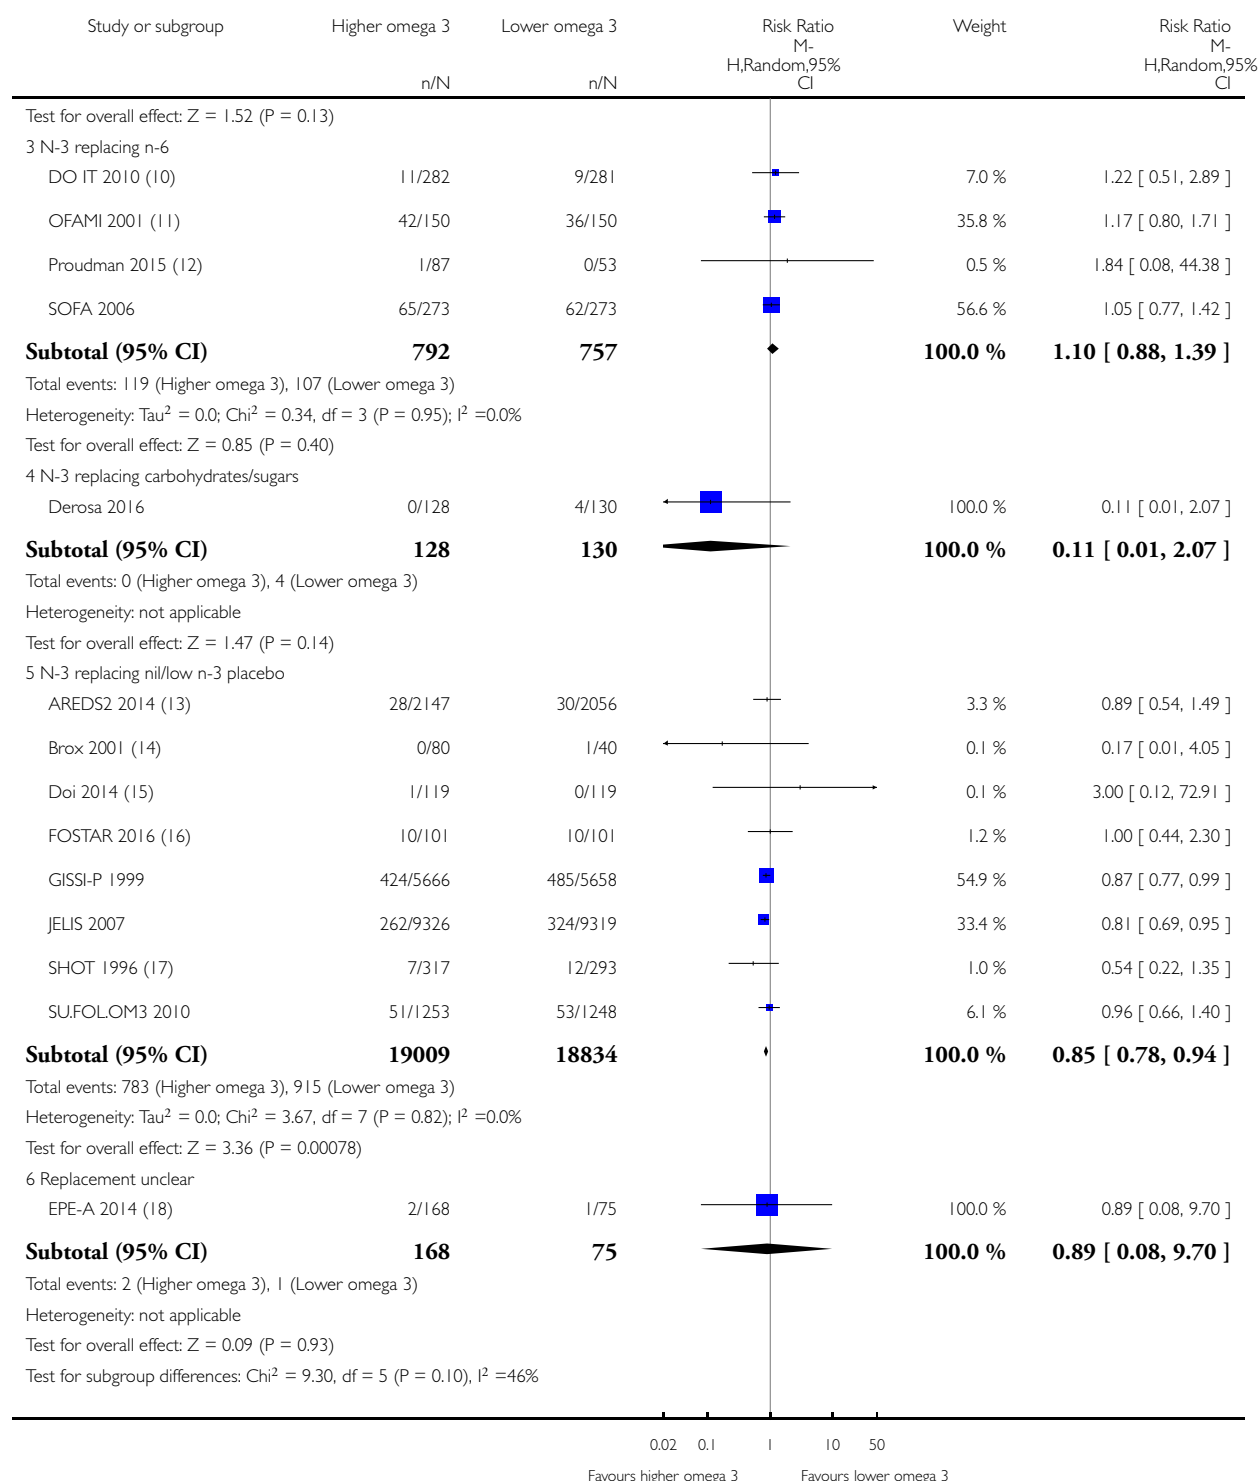 Study or subgroup Higher omega 3 Lower omega 3 Risk Ratio Weight Risk Ratio
M- M-
H,Random,95% H,Random,95%
n/N n/N CI CI
Test for overall effect: Z = 1.52 (P = 0.13)
3 N-3 replacing n-6
DO IT 2010 (10) 11/282 9/281 7.0 % 1.22 [ 0.51, 2.89 ]
OFAMI 2001 (11) 42/150 36/150 35.8 % 1.17 [ 0.80, 1.71 ]
Proudman 2015 (12) 1/87 0/53 0.5 % 1.84 [ 0.08, 44.38 ]
SOFA 2006 65/273 62/273 56.6 % 1.05 [ 0.77, 1.42 ]
Subtotal (95% CI) 792 757 100.0 % 1.10 [ 0.88, 1.39 ]
Total events: 119 (Higher omega 3), 107 (Lower omega 3)
Heterogeneity: Tau² = 0.0; Chi² = 0.34, df = 3 (P = 0.95); I² =0.0%
Test for overall effect: Z = 0.85 (P = 0.40)
4 N-3 replacing carbohydrates/sugars
Derosa 2016 0/128 4/130 100.0 % 0.11 [ 0.01, 2.07 ]
Subtotal (95% CI) 128 130 100.0 % 0.11 [ 0.01, 2.07 ]
Total events: 0 (Higher omega 3), 4 (Lower omega 3)
Heterogeneity: not applicable
Test for overall effect: Z = 1.47 (P = 0.14)
5 N-3 replacing nil/low n-3 placebo
AREDS2 2014 (13) 28/2147 30/2056 3.3 % 0.89 [ 0.54, 1.49 ]
Brox 2001 (14) 0/80 1/40 0.1 % 0.17 [ 0.01, 4.05 ]
Doi 2014 (15) 1/119 0/119 0.1 % 3.00 [ 0.12, 72.91 ]
FOSTAR 2016 (16) 10/101 10/101 1.2 % 1.00 [ 0.44, 2.30 ]
GISSI-P 1999 424/5666 485/5658 54.9 % 0.87 [ 0.77, 0.99 ]
JELIS 2007 262/9326 324/9319 33.4 % 0.81 [ 0.69, 0.95 ]
SHOT 1996 (17) 7/317 12/293 1.0 % 0.54 [ 0.22, 1.35 ]
SU.FOL.OM3 2010 51/1253 53/1248 6.1 % 0.96 [ 0.66, 1.40 ]
Subtotal (95% CI) 19009 18834 100.0 % 0.85 [ 0.78, 0.94 ]
Total events: 783 (Higher omega 3), 915 (Lower omega 3)
Heterogeneity: Tau² = 0.0; Chi² = 3.67, df = 7 (P = 0.82); I² =0.0%
Test for overall effect: Z = 3.36 (P = 0.00078)
6 Replacement unclear
EPE-A 2014 (18) 2/168 1/75 100.0 % 0.89 [ 0.08, 9.70 ]
Subtotal (95% CI) 168 75 100.0 % 0.89 [ 0.08, 9.70 ]
Total events: 2 (Higher omega 3), 1 (Lower omega 3)
Heterogeneity: not applicable
Test for overall effect: Z = 0.09 (P = 0.93)
Test for subgroup differences: Chi² = 9.30, df = 5 (P = 0.10), I² =46%
0.02 0.1 1 10 50
Favours higher omega 3 Favours lower omega 3